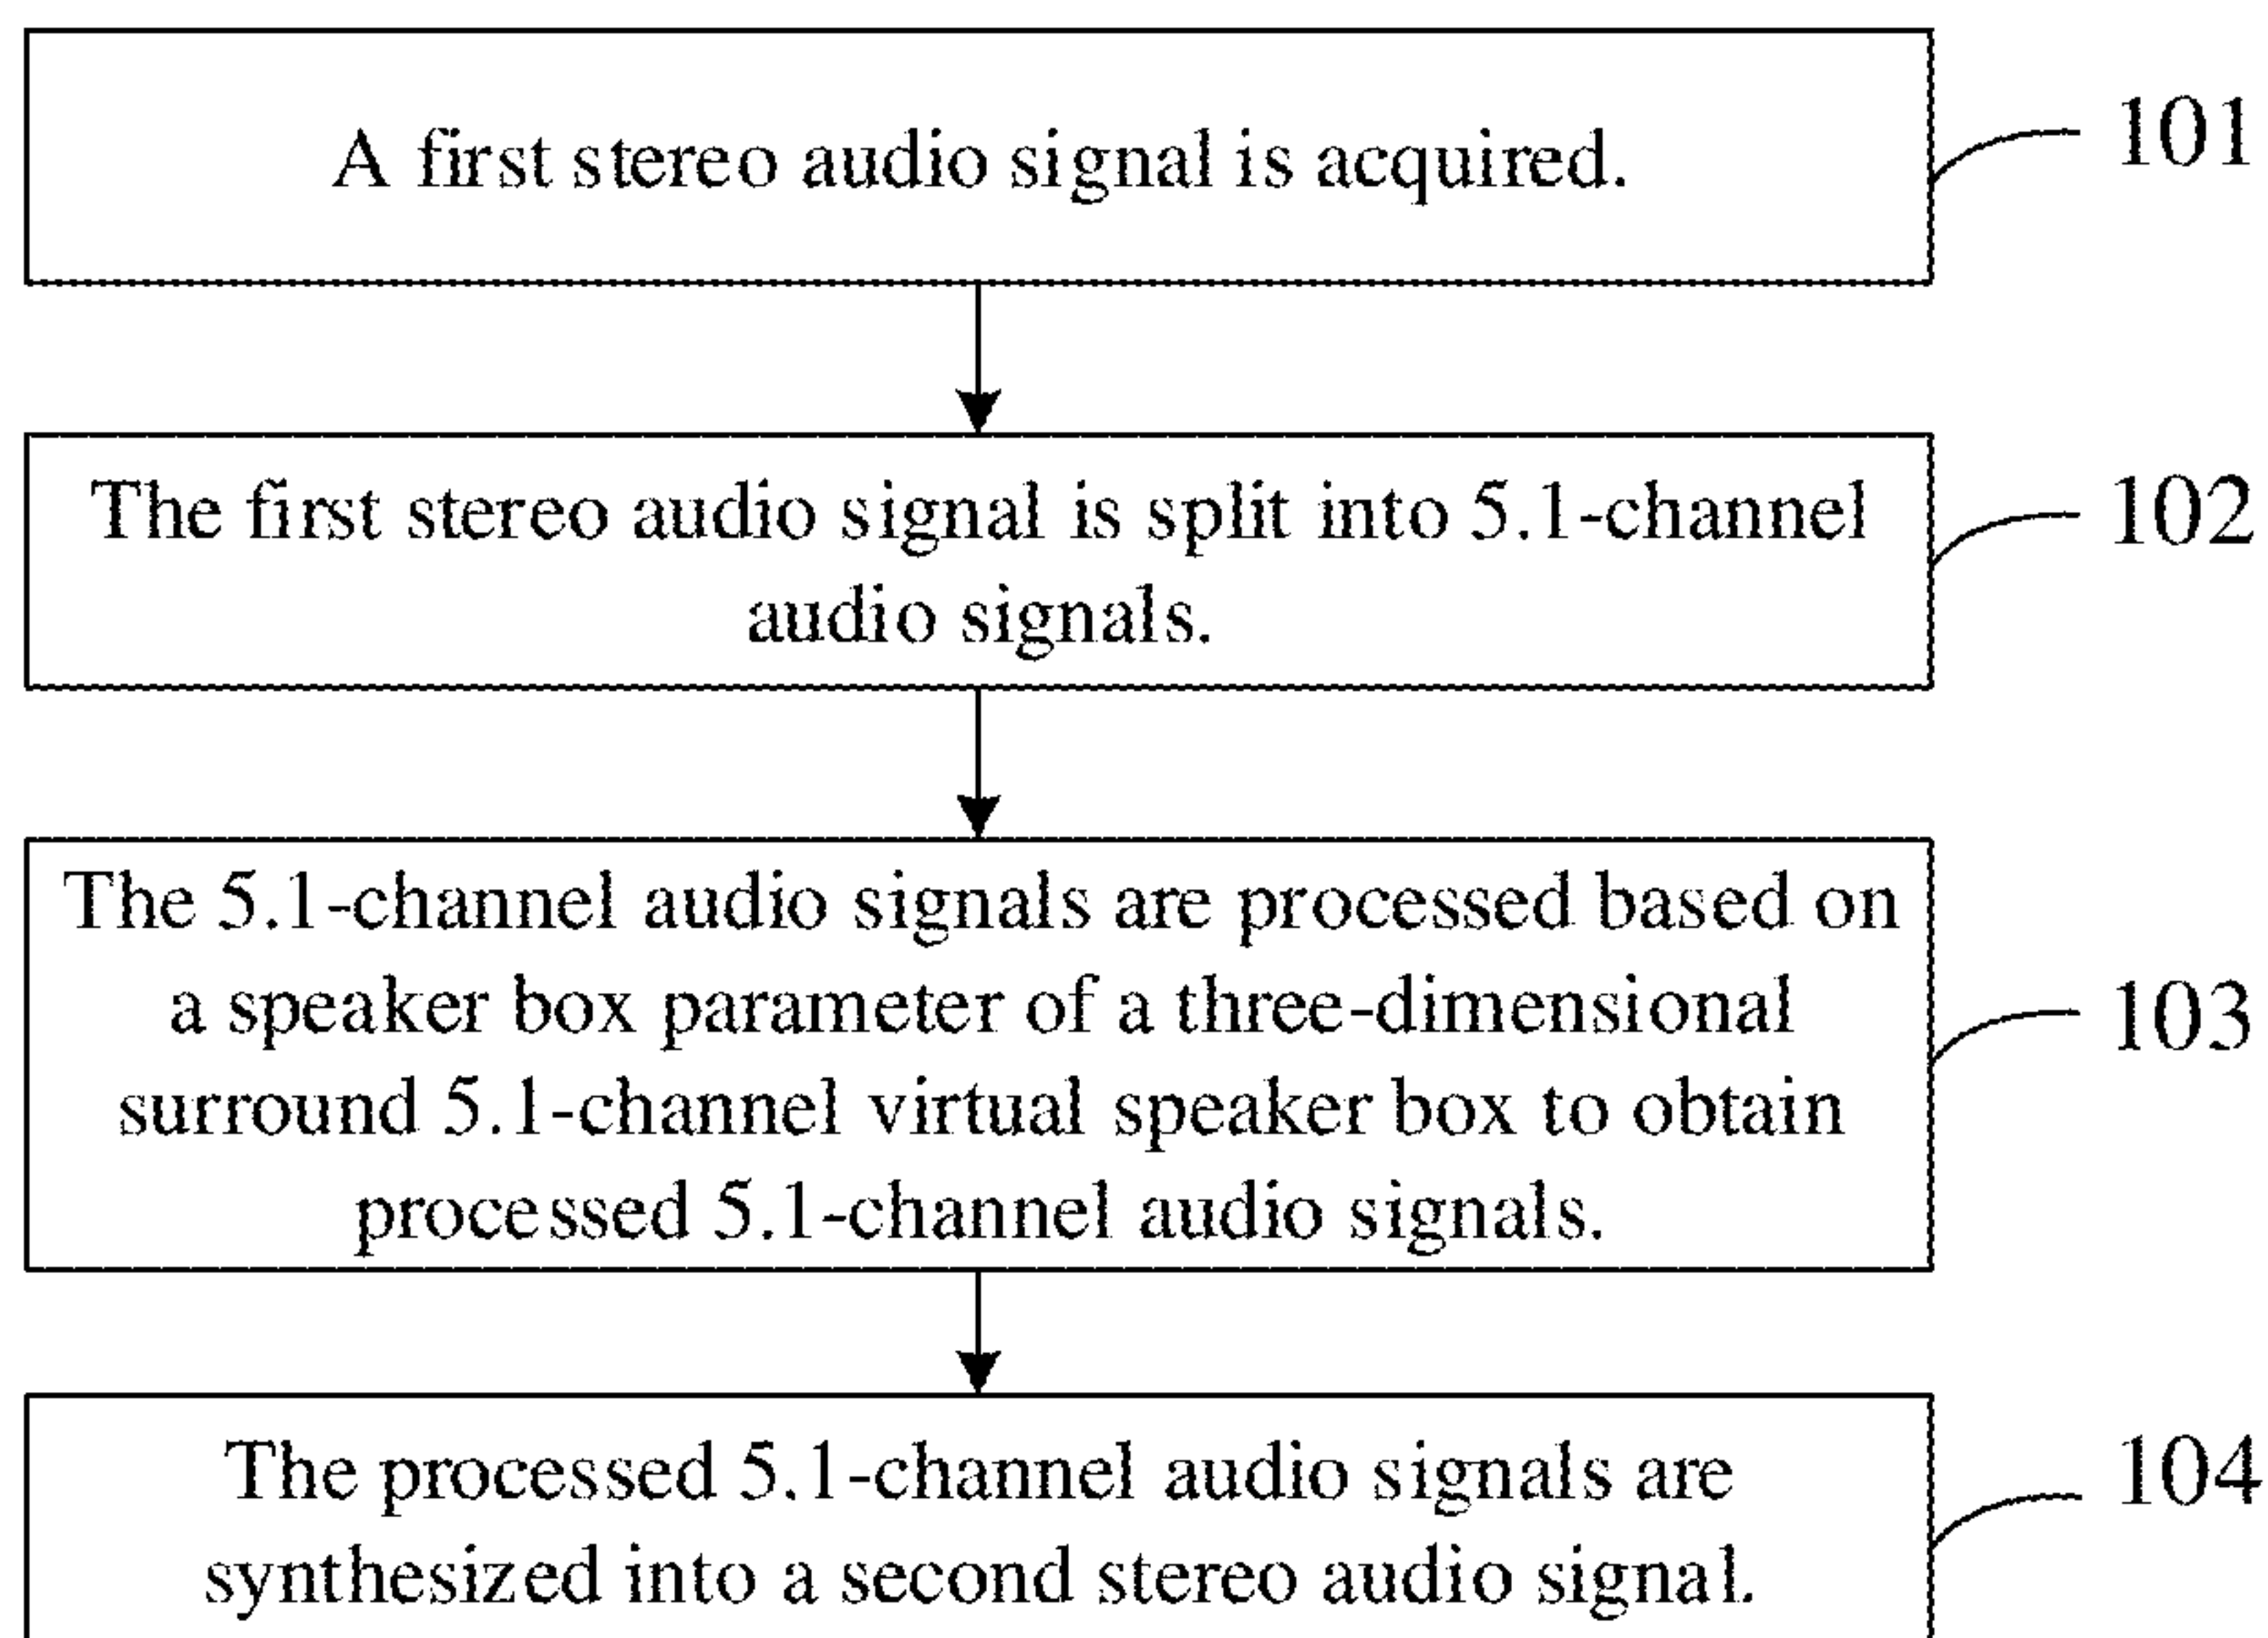 A first stereo audio signal is acquired.
101
The first stereo audio signal is split into 5.1-channel
audio signals.
102
The 5.1-channel audio signals are processed based on
a speaker box parameter of a three-dimensional
surround 5.1-channel virtual speaker box to obtain
processed 5.1-channel audio signals.
103
The processed 5.1-channel audio signals are
synthesized into a second stereo audio signal.
104